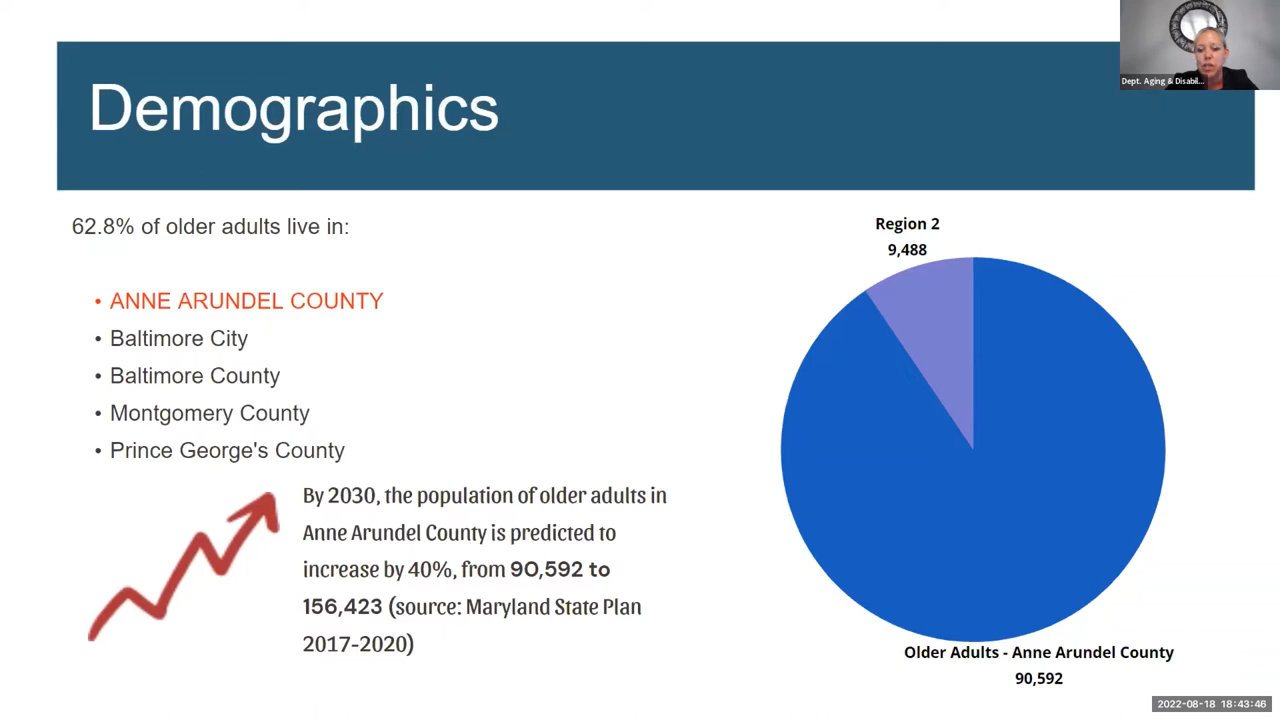 Dept. Aging & Disabil...
Demographics
62.8% of older adults live in:
• ANNE ARUNDEL COUNTY
• Baltimore City
• Baltimore County
• Montgomery County
• Prince George's County
By 2030, the population of older adults in
Anne Arundel County is predicted to
increase by 40%, from 90,592 to
156,423 (source: Maryland State Plan
2017-2020)
Region 2
9,488
Older Adults - Anne Arundel County
90,592
2022-08-18 18:43:46